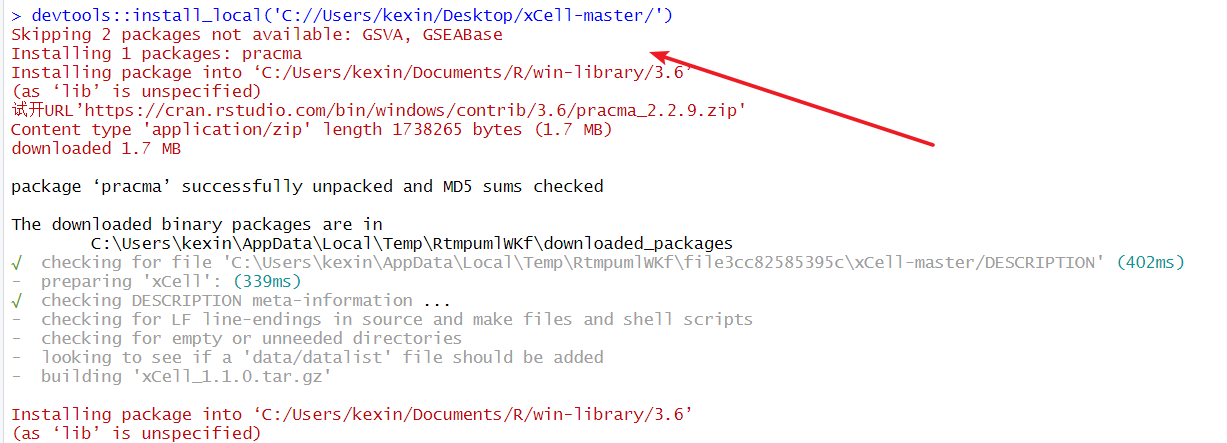 > devtools::install_local('C://Users/kexin/Desktop/xCell-master/')
Skipping 2 packages not available: GSVA, GSEABase
Installing 1 packages: pracma
Installing package into ‘C:/Users/kexin/Documents/R/win-library/3.6’
(as ‘lib’ is unspecified)
试开URL’https://cran.rstudio.com/bin/windows/contrib/3.6/pracma_2.2.9.zip'
Content type 'application/zip' length 1738265 bytes (1.7 MB)
downloaded 1.7 MB
package ‘pracma’ successfully unpacked and MD5 sums checked
The downloaded binary packages are in
C:\Users\kexin\AppData\Local\Temp\RtmpumlWKf\downloaded_packages
√ checking for file 'C:\Users\kexin\AppData\Local\Temp\RtmpumlWKf\file3cc82585395c\xCell-master/DESCRIPTION' (402ms)
- preparing 'xCell': (339ms)
√ checking DESCRIPTION meta-information ...
- checking for LF line-endings in source and make files and shell scripts
- checking for empty or unneeded directories
- looking to see if a 'data/datalist' file should be added
- building 'xCell_1.1.0.tar.gz'
Installing package into ‘C:/Users/kexin/Documents/R/win-library/3.6’
(as ‘lib’ is unspecified)